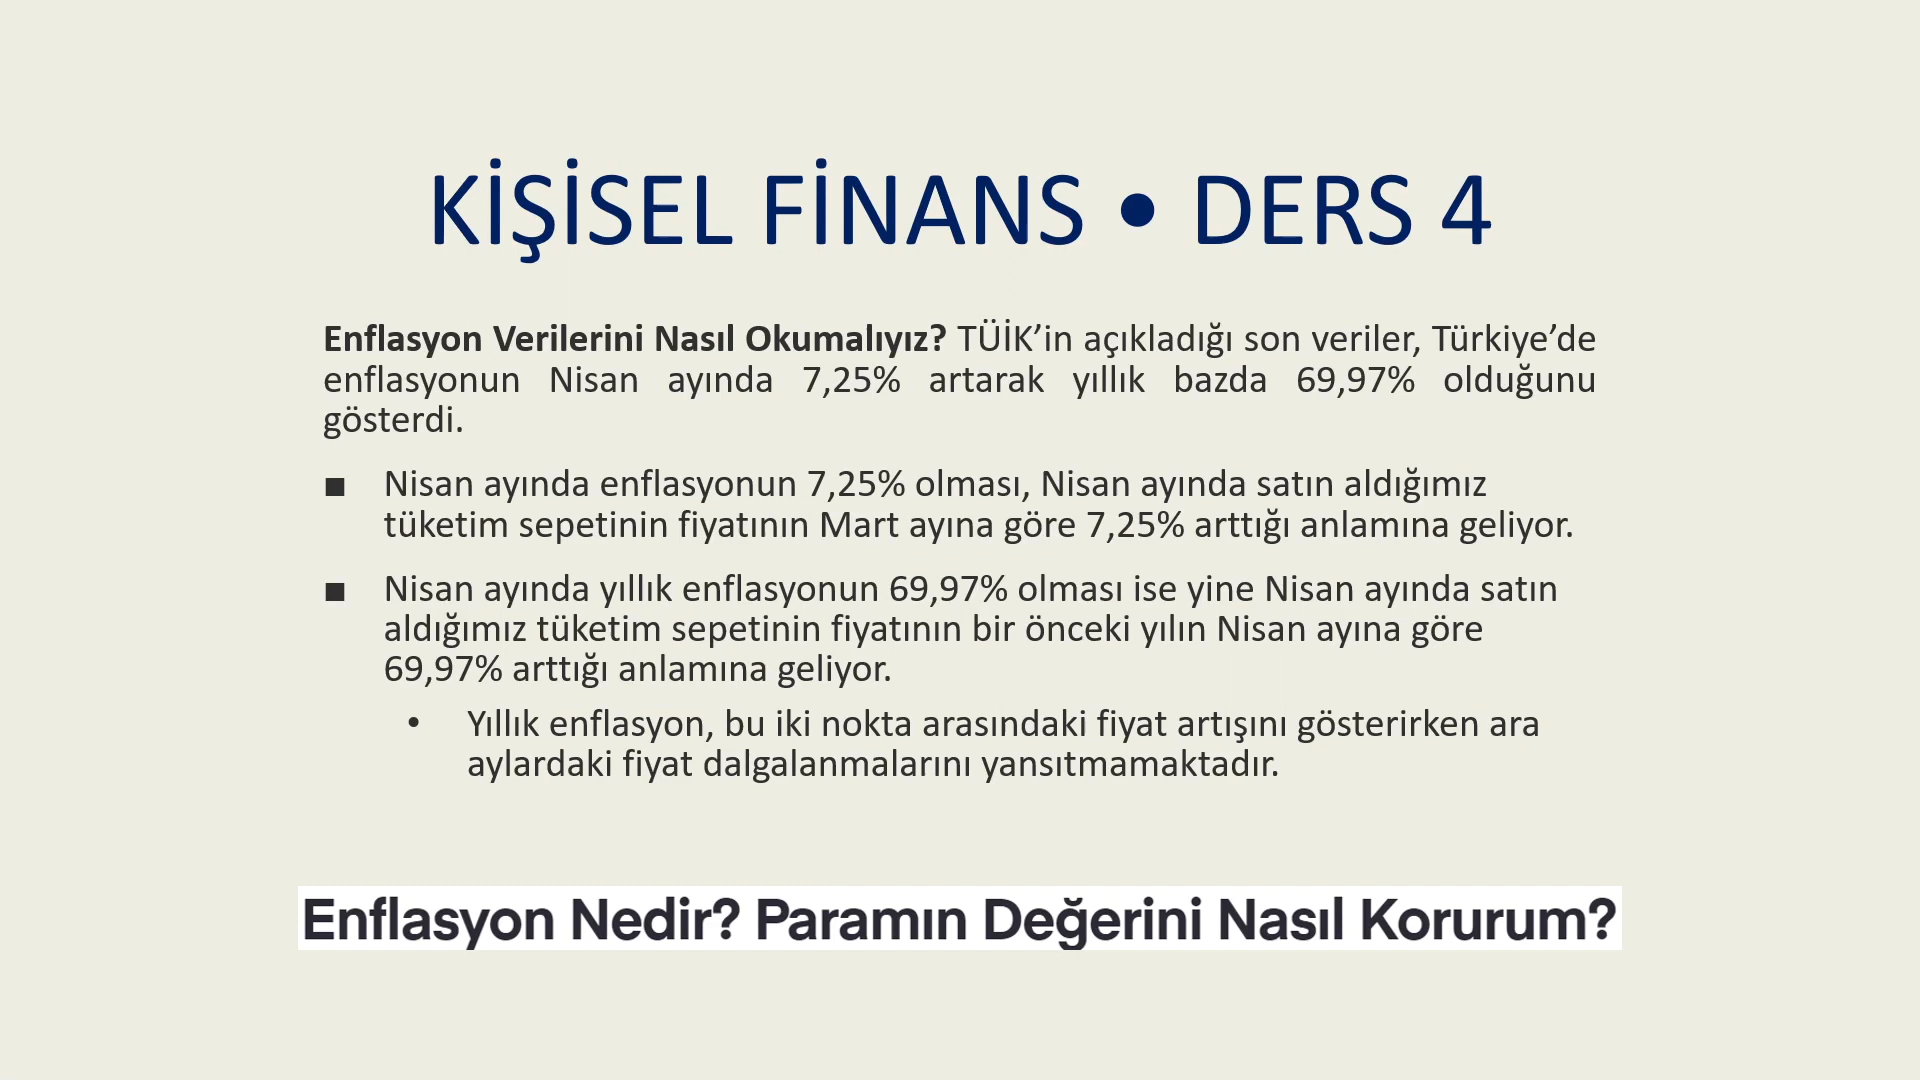 KİŞİSEL FİNANS • DERS 4
Enflasyon Verilerini Nasıl Okumalıyız? TÜİK’in açıkladığı son veriler, Türkiye’de
enflasyonun Nisan ayında 7,25% artarak yıllık bazda 69,97% olduğunu
gösterdi.
▪ Nisan ayında enflasyonun 7,25% olması, Nisan ayında satın aldığımız
tüketim sepetinin fiyatının Mart ayına göre 7,25% arttığı anlamına geliyor.
▪ Nisan ayında yıllık enflasyonun 69,97% olması ise yine Nisan ayında satın
aldığımız tüketim sepetinin fiyatının bir önceki yılın Nisan ayına göre
69,97% arttığı anlamına geliyor.
• Yıllık enflasyon, bu iki nokta arasındaki fiyat artışını gösterirken ara
aylardaki fiyat dalgalanmalarını yansıtmamaktadır.
Enflasyon Nedir? Paramın Değerini Nasıl Korurum?